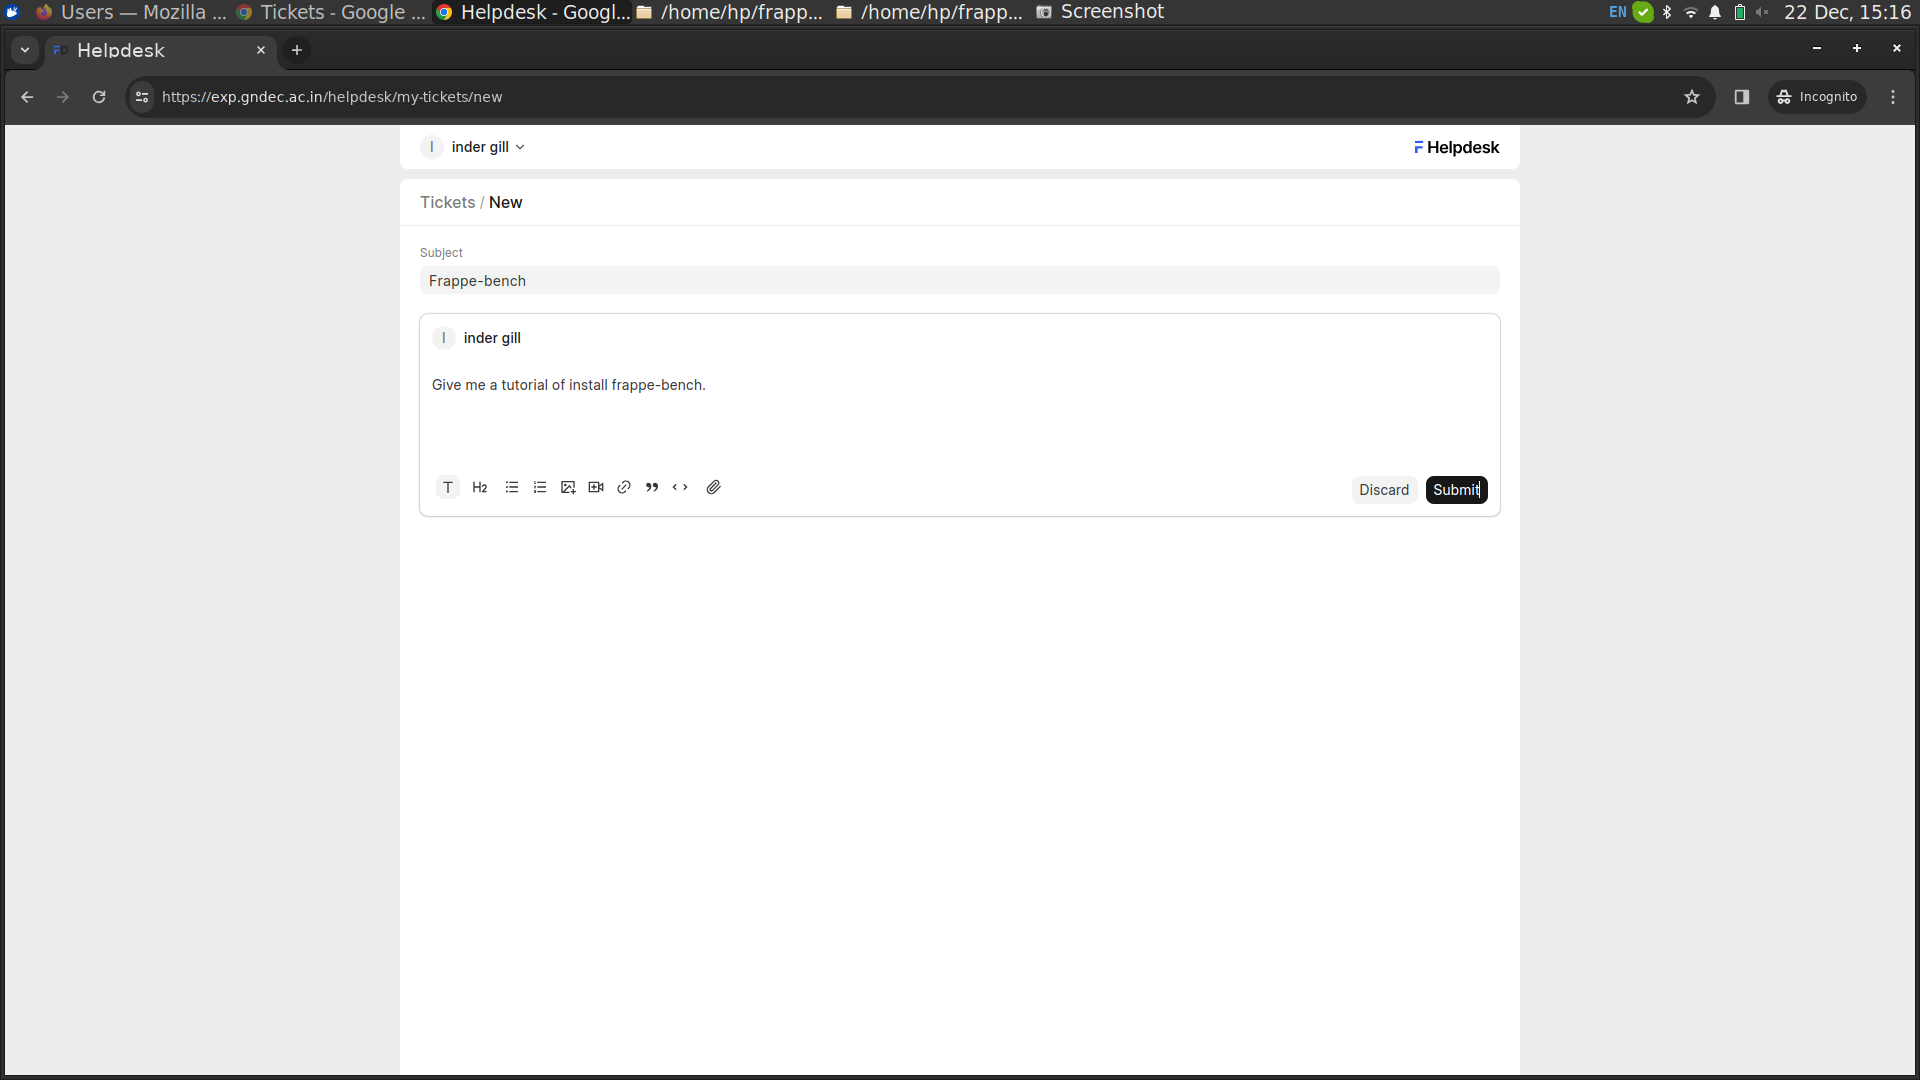 Users — Mozilla ...
Tickets - Google ...
Helpdesk - Googl...
/home/hp/frapp...
/home/hp/frapp...
Screenshot
EN
22 Dec, 15:16
Helpdesk
https://exp.gndec.ac.in/helpdesk/my-tickets/new
Incognito
I
inder gill
Helpdesk
Tickets / New
Subject
Frappe-bench
I
inder gill
Give me a tutorial of install frappe-bench.
T
H2
Discard
Submit